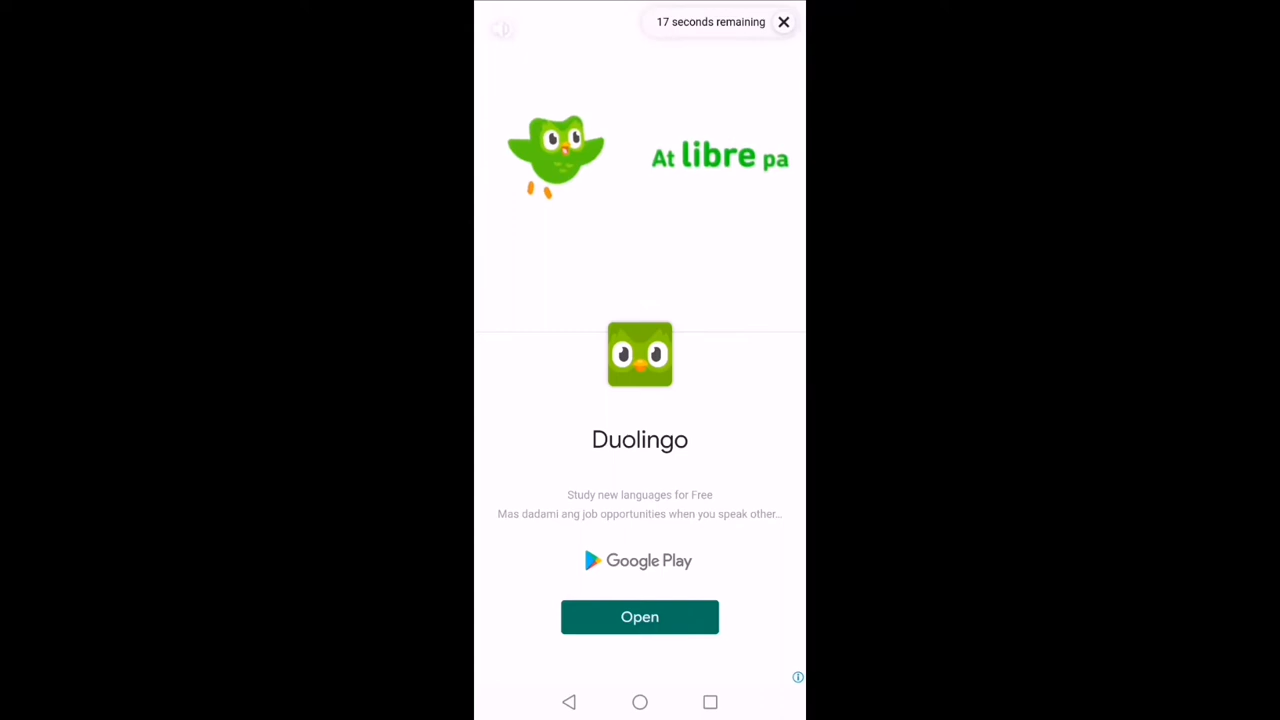 17 seconds remaining
At libre pa
Duolingo
Study new languages for Free
Mas dadami ang job opportunities when you speak other...
Google Play
Open